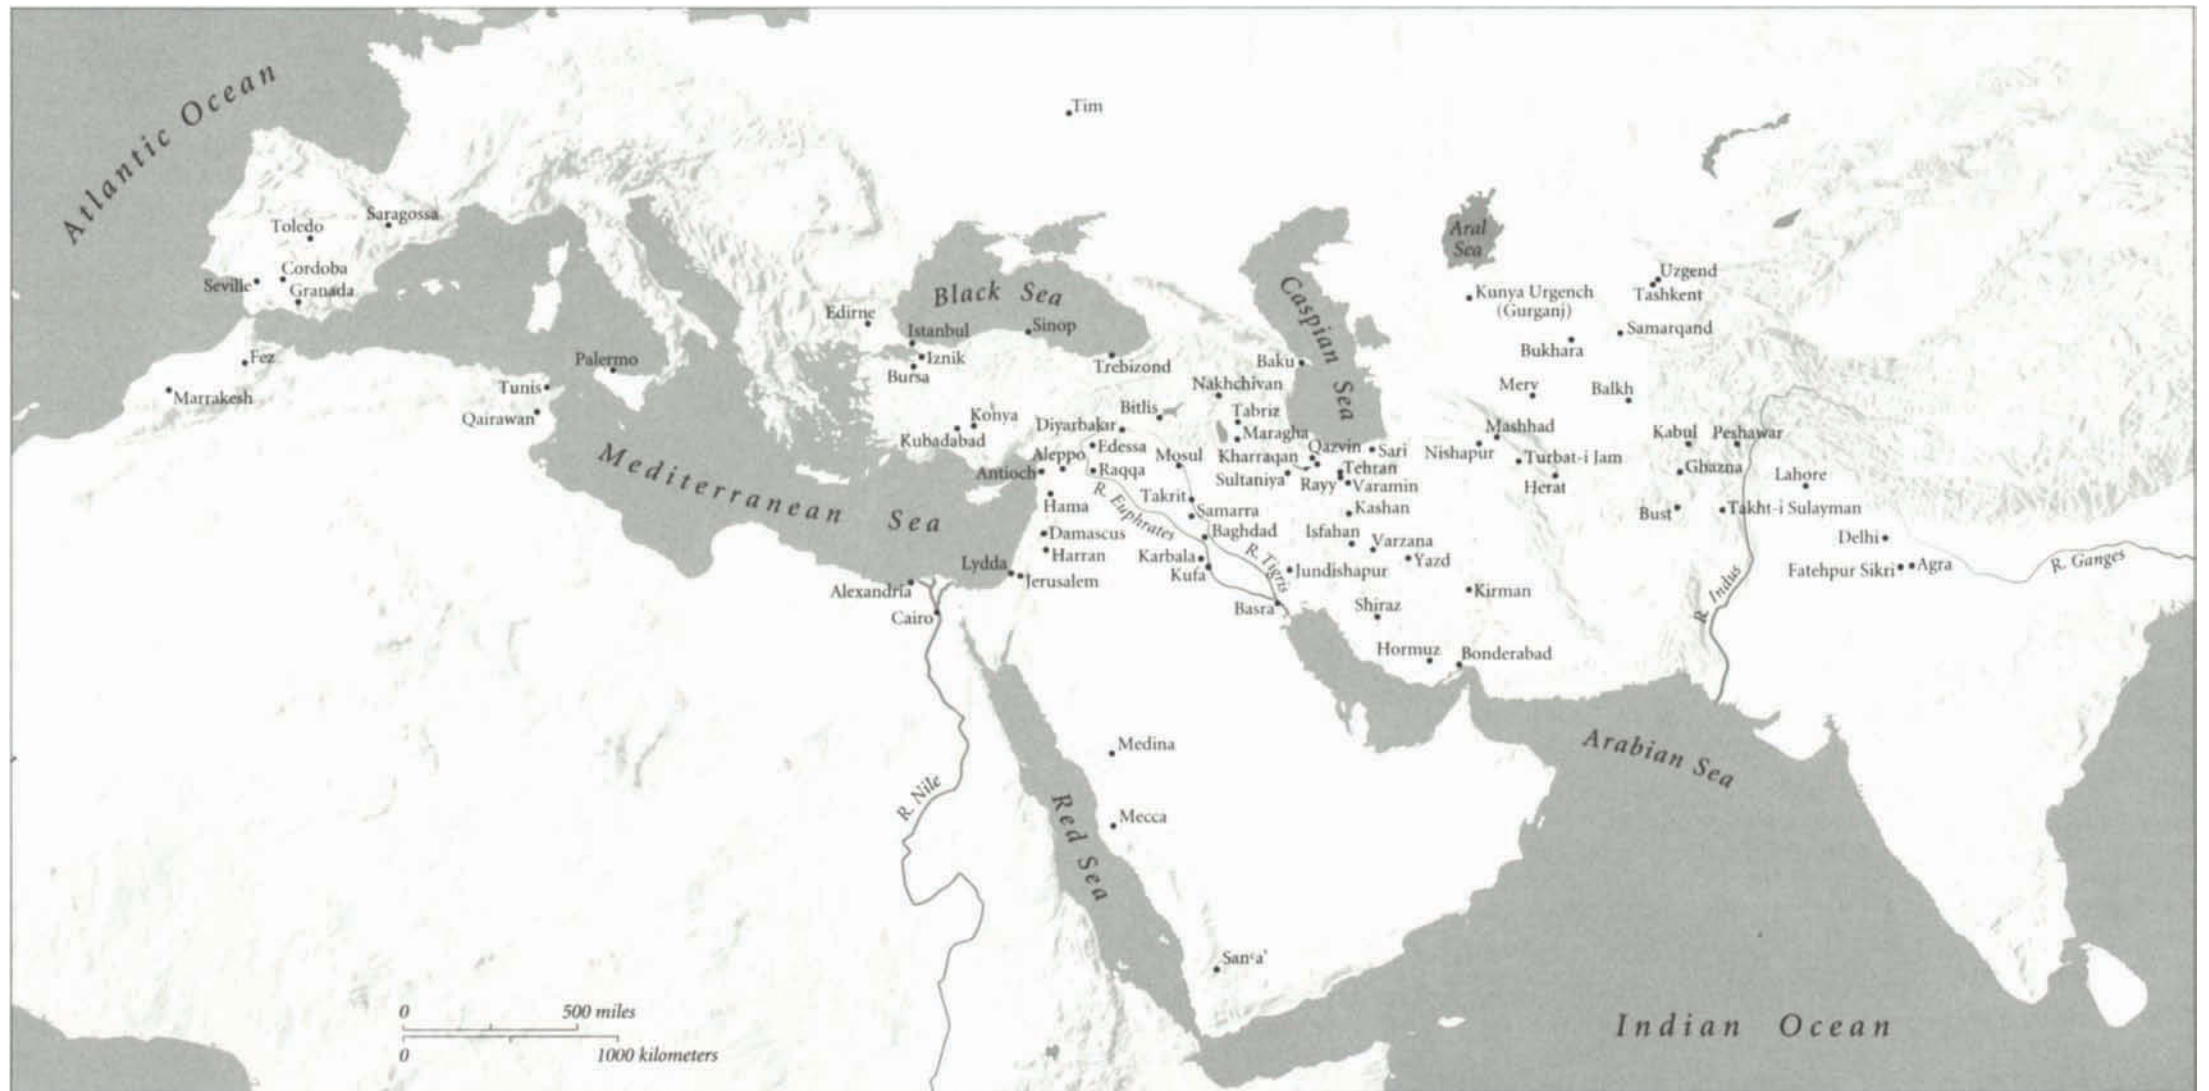 Atlantic Ocean
Tim
Saragossa
Toledo
Cordoba
Seville
Granada
Fez
Marrakesh
Palermo
Tunis
Qairawan
Mediterranean Sea
Black Sea
Edirne
Istanbul
Sinop
Iznik
Bursa
Trebizond
Konya
Kubadabad
Caspian Sea
Baku
Nakhchivan
Bitlis
Diyarbakır
Tabriz
Maragha
Edessa
Aleppo
Mosul
Kharraqan
Qazvin
Sari
Antioch
Raqqa
Sultaniya
Tehran
Rayy
Varamin
R. Euphrates
Takrit
Hama
Samarra
Kashan
Damascus
Baghdad
Isfahan
Varzana
Harran
Karbala
R. Tigris
Yazd
Lydda
Jerusalem
Kufa
Jundishapur
Alexandria
Cairo
Basra
Shiraz
Kirman
Hormuz
Bonderabad
Aral
Sea
Uzgend
Tashkent
Kunya Urgench
(Gurganj)
Samarqand
Bukhara
Merv
Balkh
Mashhad
Nishapur
Turbat-i Jam
Herat
Kabul
Peshawar
Ghazna
Lahore
Bust
Takht-i Sulayman
Delhi
Fatehpur Sikri
Agra
R. Ganges
R. Indus
Medina
Mecca
R. Nile
Red Sea
San‘a’
Arabian Sea
Indian Ocean
0 500 miles
0 1000 kilometers